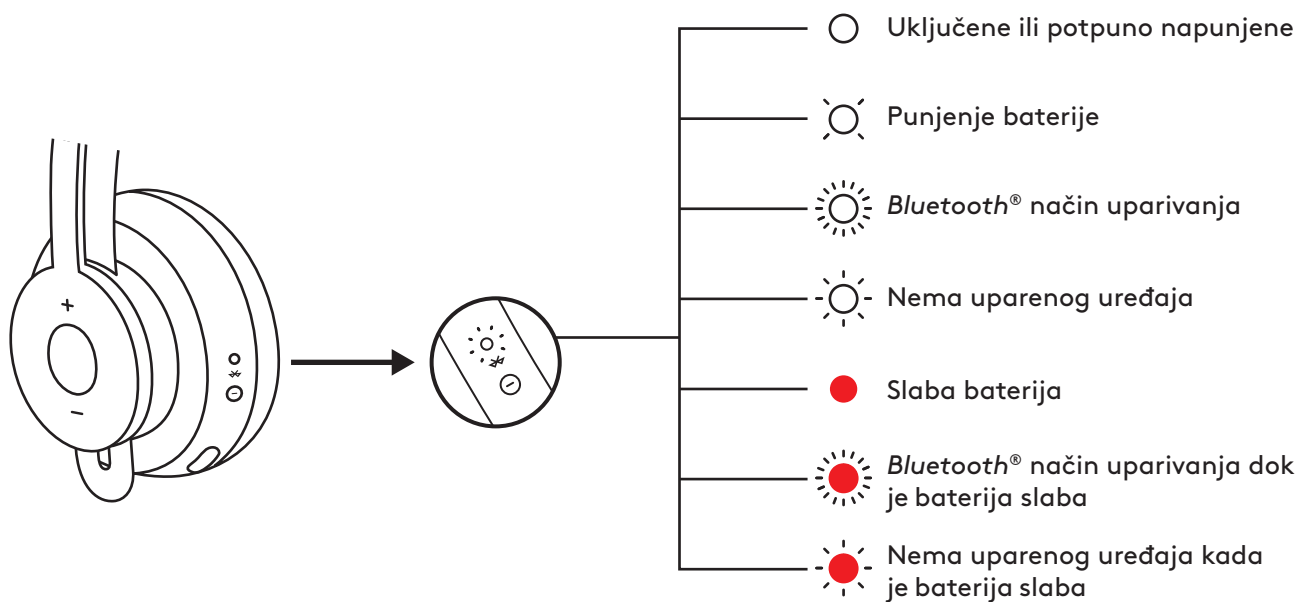 Uključene ili potpuno napunjene
Punjenje baterije
Bluetooth® način uparivanja
Nema uparenog uređaja
Slaba baterija
Bluetooth® način uparivanja dok
je baterija slaba
Nema uparenog uređaja kada
je baterija slaba